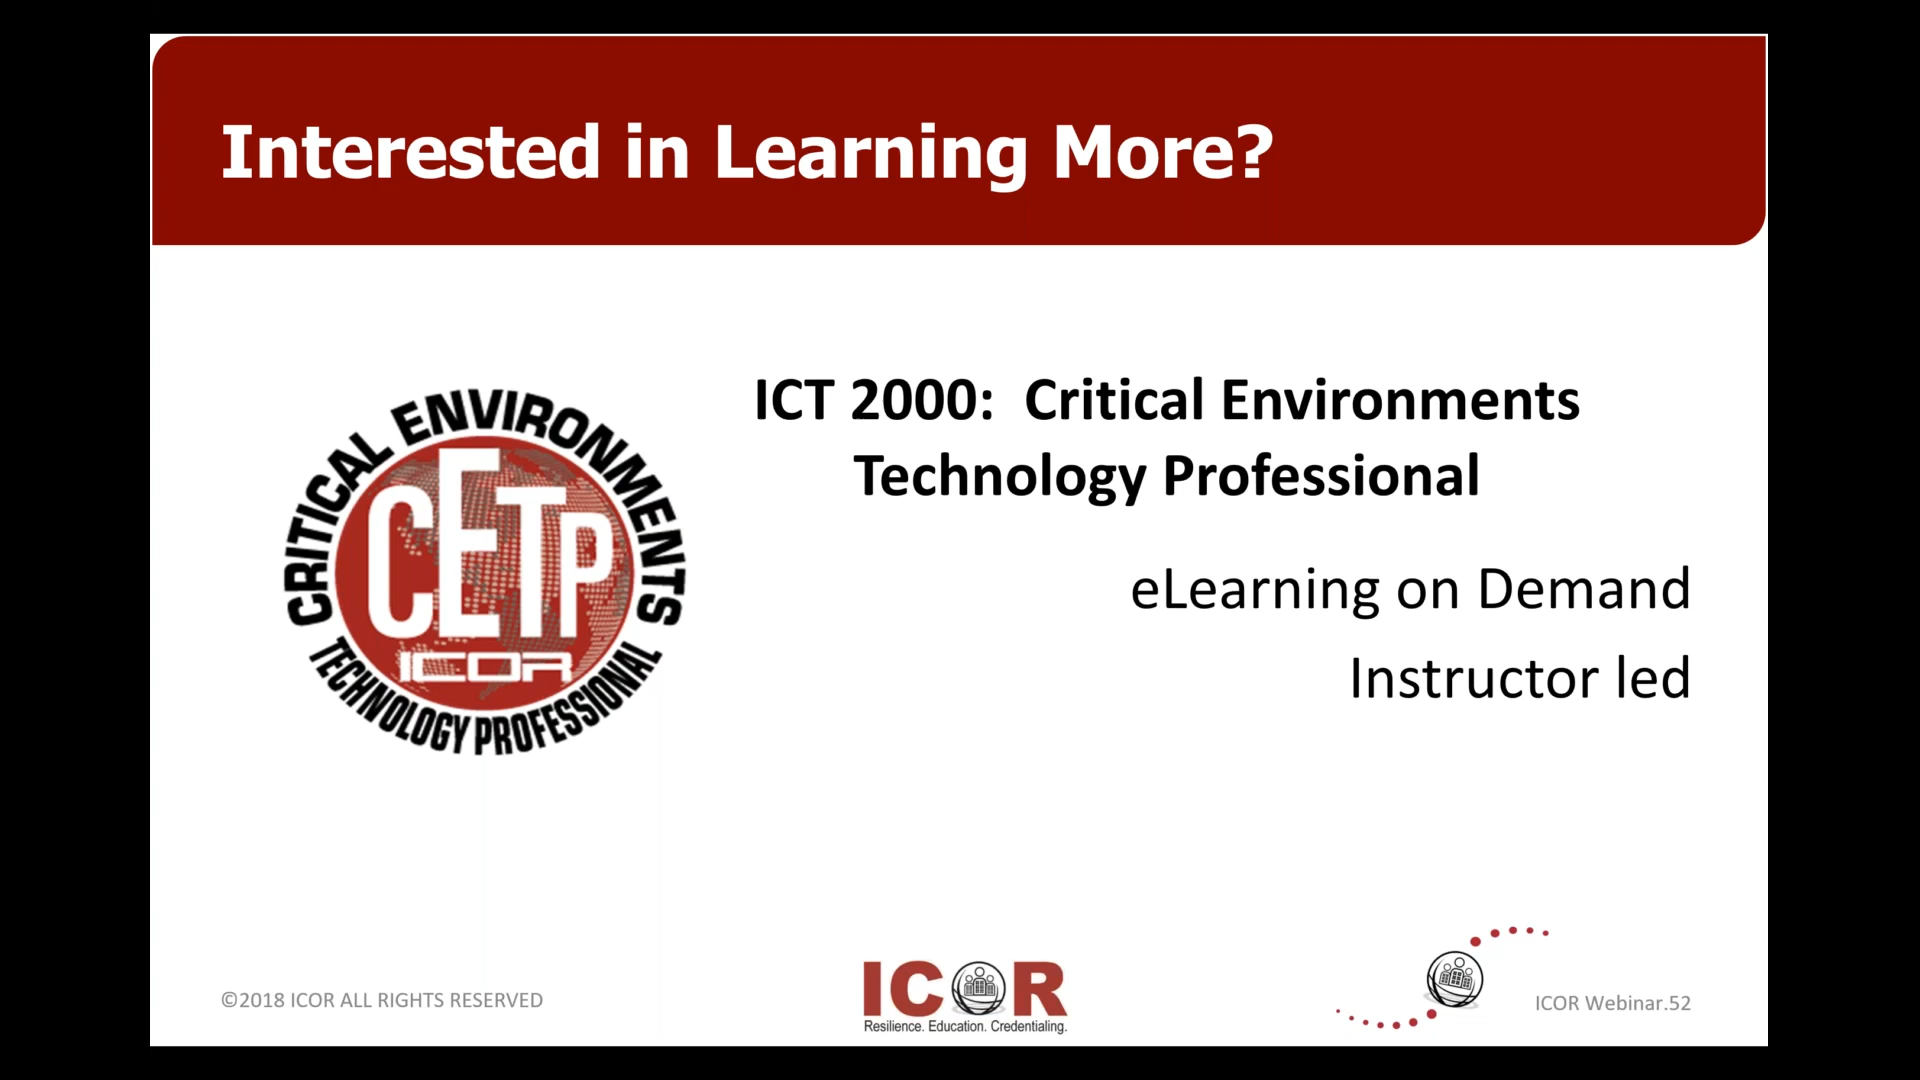 Interested in Learning More?
CRITICAL ENVIRONMENTS
CETP
ICOR
TECHNOLOGY PROFESSIONAL
ICT 2000:  Critical Environments
Technology Professional
eLearning on Demand
Instructor led
©2018 ICOR ALL RIGHTS RESERVED
ICOR
Resilience. Education. Credentialing.
ICOR Webinar.52